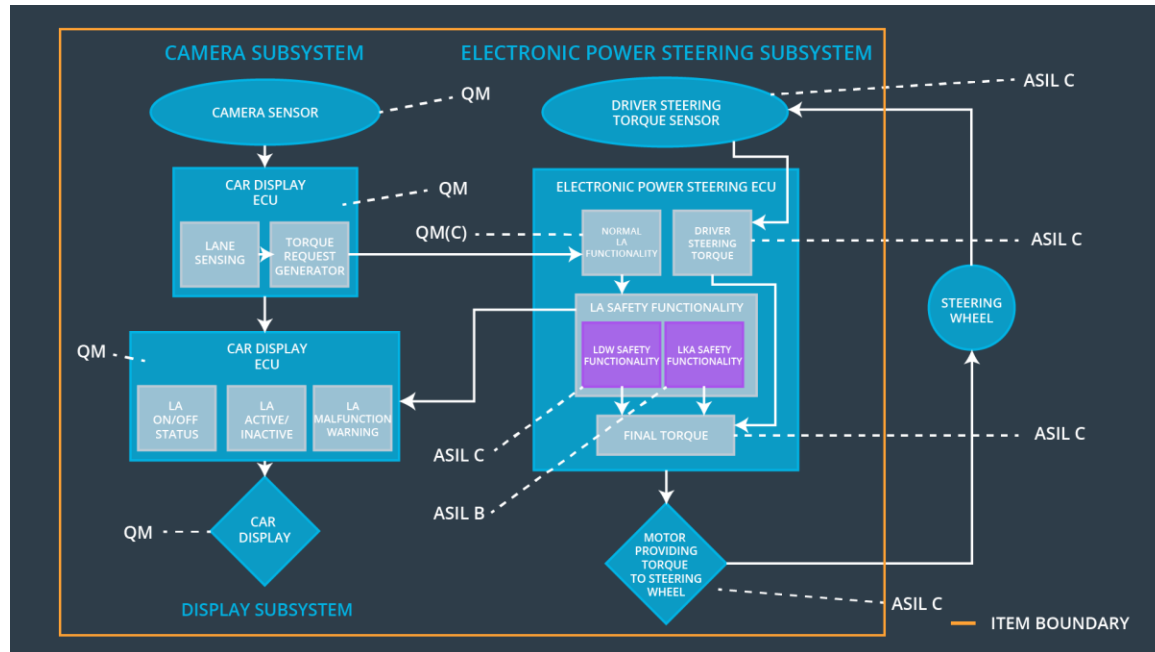 CAMERA SUBSYSTEM
ELECTRONIC POWER STEERING SUBSYSTEM
CAMERA SENSOR
QM
DRIVER STEERING
TORQUE SENSOR
ASIL C
CAR DISPLAY
ECU
QM
LANE
SENSING
TORQUE
REQUEST
GENERATOR
QM(C)
ELECTRONIC POWER STEERING ECU
NORMAL
LA
FUNCTIONALITY
DRIVER
STEERING
TORQUE
ASIL C
LA SAFETY FUNCTIONALITY
LDW SAFETY
FUNCTIONALITY
LKA SAFETY
FUNCTIONALITY
STEERING
WHEEL
CAR DISPLAY
ECU
QM
LA
ON/OFF
STATUS
LA
ACTIVE/
INACTIVE
LA
MALFUNCTION
WARNING
FINAL TORQUE
ASIL C
ASIL C
ASIL B
CAR
DISPLAY
QM
MOTOR
PROVIDING
TORQUE
TO STEERING
WHEEL
ASIL C
DISPLAY SUBSYSTEM
ITEM BOUNDARY